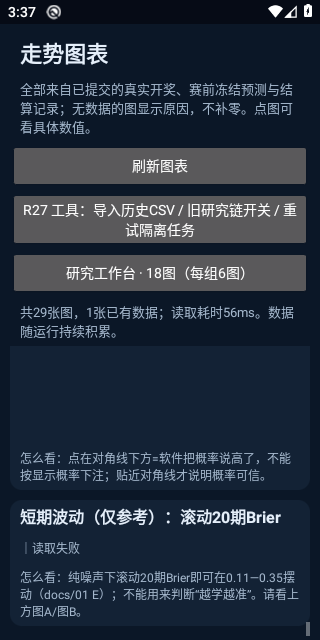 3:37
走势图表
全部来自已提交的真实开奖、赛前冻结预测与结
算记录；无数据的图显示原因，不补零。点图可
看具体数值。
刷新图表
R27 工具：导入历史CSV / 旧研究链开关 / 重
试隔离任务
研究工作台 · 18图（每组6图）
共29张图，1张已有数据；读取耗时56ms。数据
随运行持续积累。
怎么看：点在对角线下方=软件把概率说高了，不能
按显示概率下注；贴近对角线才说明概率可信。
短期波动（仅参考）：滚动20期Brier
｜读取失败
怎么看：纯噪声下滚动20期Brier即可在0.11—0.35摆
动（docs/01 E）；不能用来判断“越学越准”。请看上
方图A/图B。